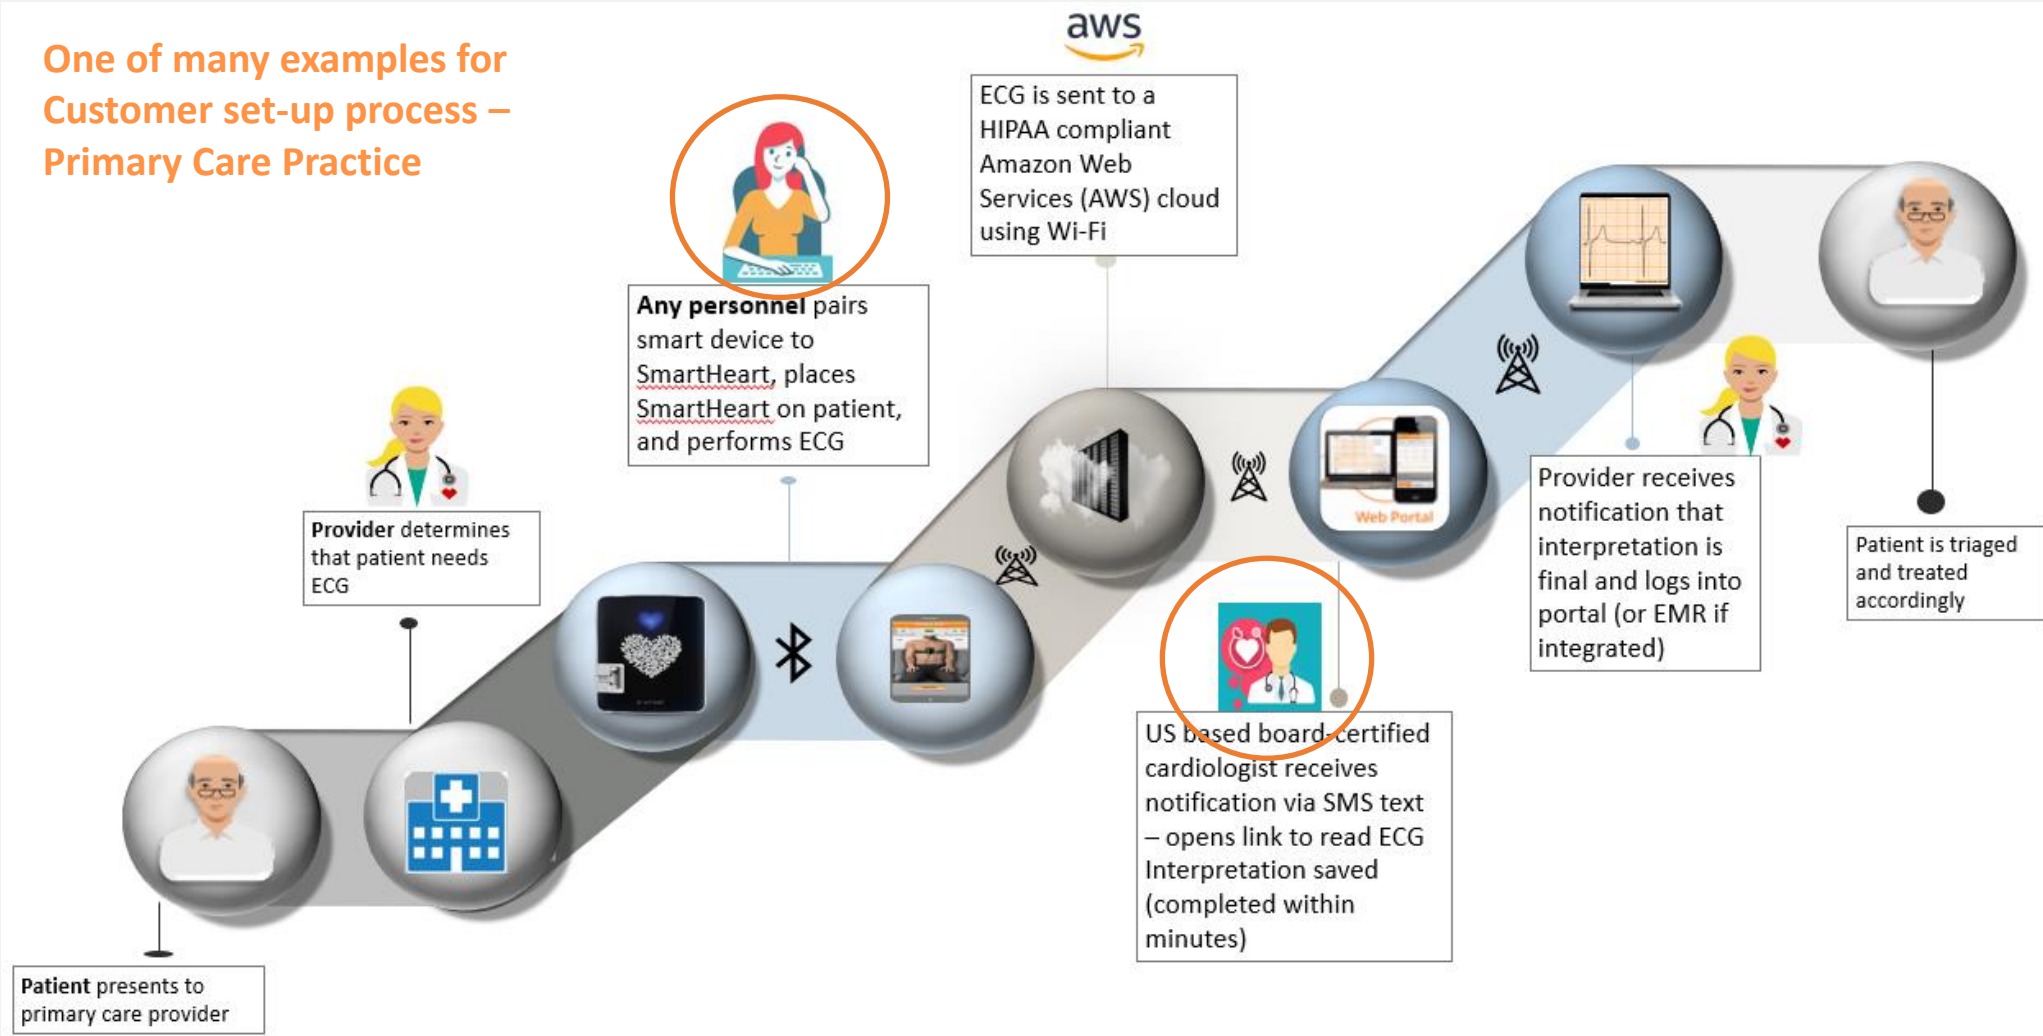 One of many examples for
Customer set-up process –
Primary Care Practice
Patient presents to
primary care provider
Provider determines
that patient needs
ECG
Any personnel pairs
smart device to
SmartHeart, places
SmartHeart on patient,
and performs ECG
aws
ECG is sent to a
HIPAA compliant
Amazon Web
Services (AWS) cloud
using Wi-Fi
Web Portal
US based board-certified
cardiologist receives
notification via SMS text
– opens link to read ECG
Interpretation saved
(completed within
minutes)
Provider receives
notification that
interpretation is
final and logs into
portal (or EMR if
integrated)
Patient is triaged
and treated
accordingly